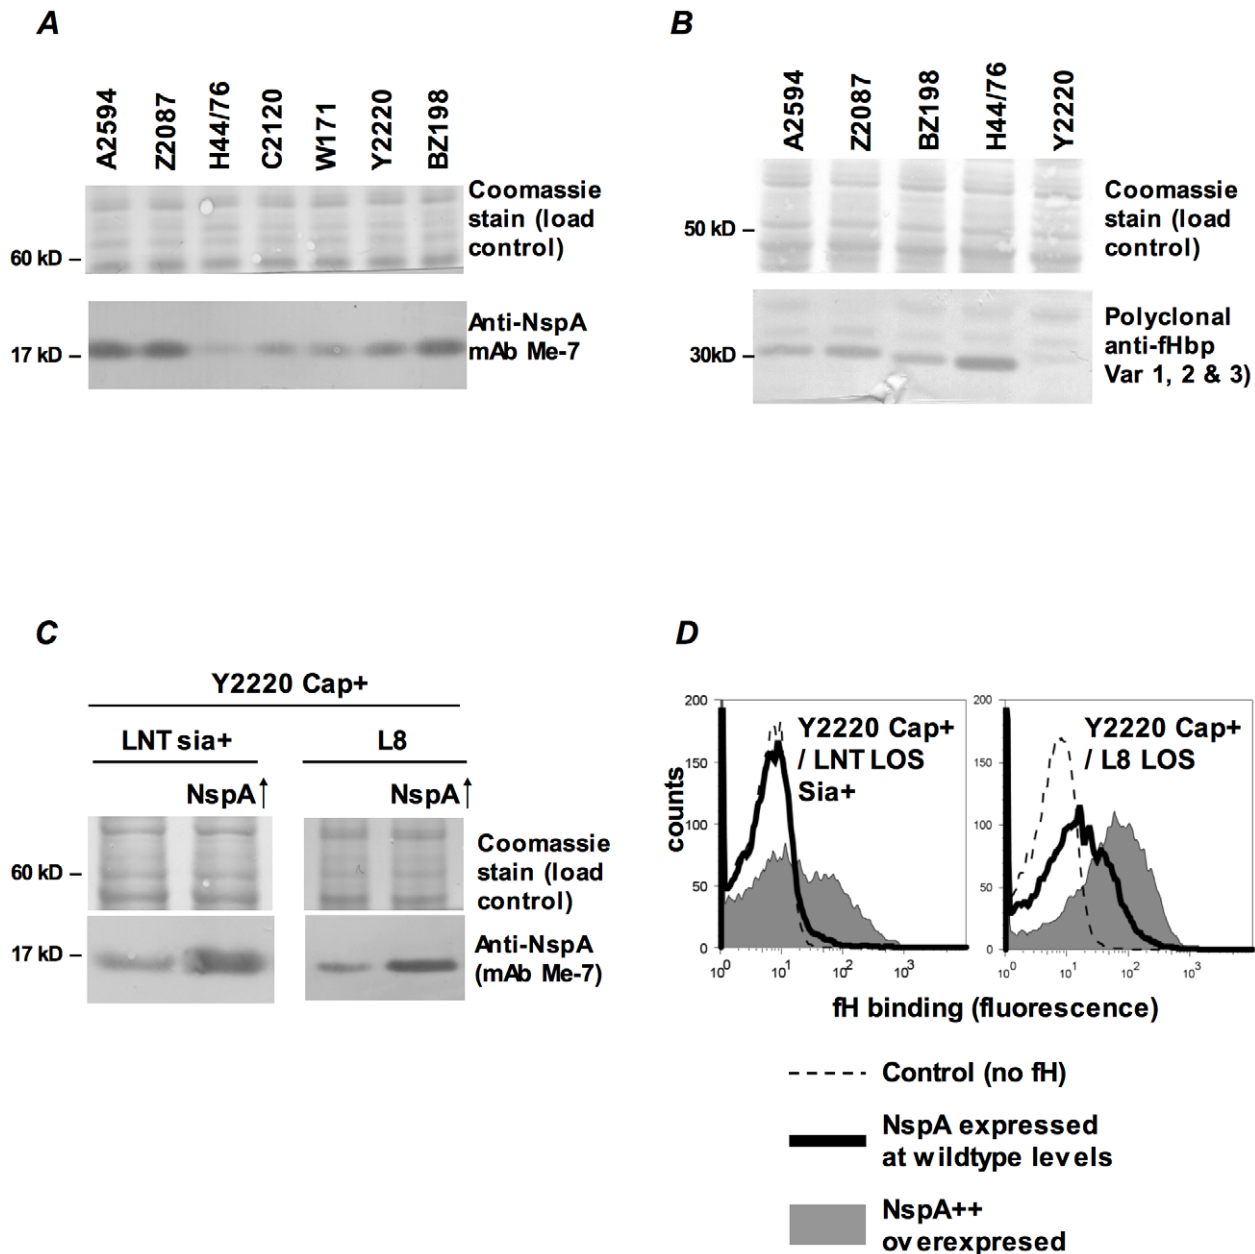 A
A2594
Z2087
H44/76
C2120
W171
Y2220
BZ198
Coomassie
stain (load
control)
60 kD
Anti-NspA
mAb Me-7
17 kD
B
A2594
Z2087
BZ198
H44/76
Y2220
Coomassie
stain (load
control)
50 kD
Polyclonal
anti-fHbp
Var 1, 2 & 3)
30kD
C
Y2220 Cap+
LNT sia+
L8
NspA↑
NspA↑
Coomassie
stain (load
control)
60 kD
17 kD
Anti-NspA
(mAb Me-7)
D
200
150
100
50
0
counts
Y2220 Cap+
/ LNT LOS
Sia+
10⁰ 10¹ 10² 10³
200
150
100
50
0
Y2220 Cap+
/ L8 LOS
10⁰ 10¹ 10² 10³
fH binding (fluorescence)
Control (no fH)
NspA expressed
at wildtype levels
NspA++
overexpresed